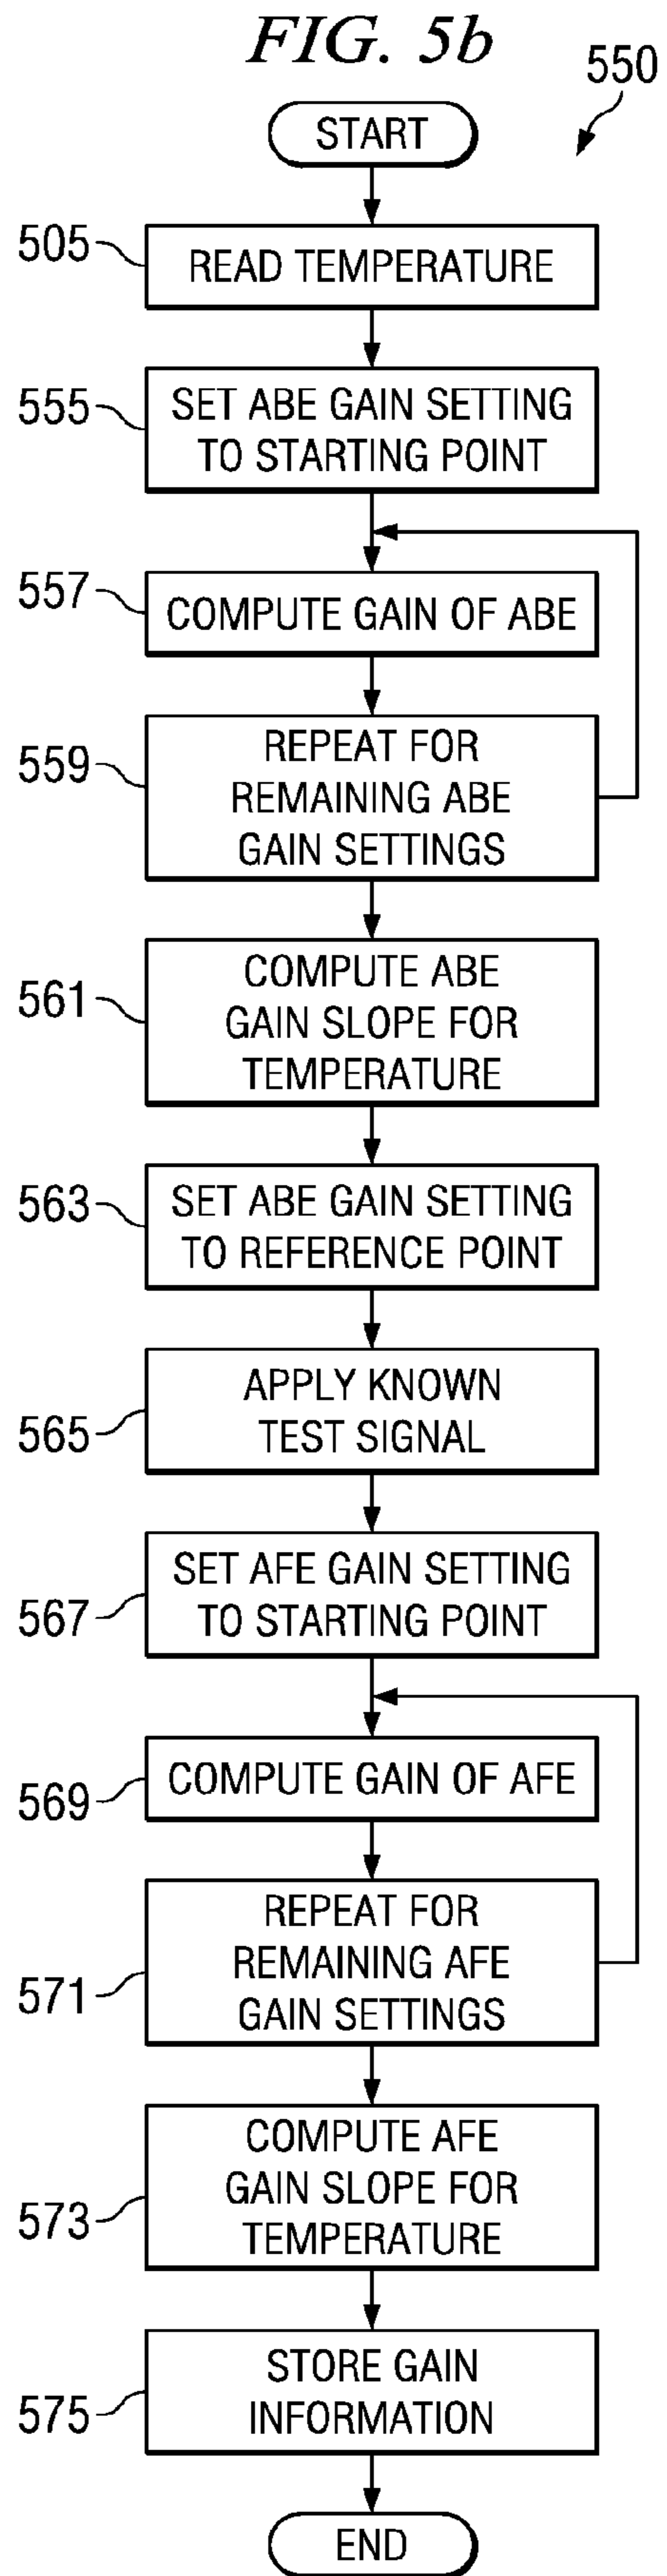 FIG. 5b
550
START
505
READ TEMPERATURE
555
SET ABE GAIN SETTING
TO STARTING POINT
557
COMPUTE GAIN OF ABE
559
REPEAT FOR
REMAINING ABE
GAIN SETTINGS
561
COMPUTE ABE
GAIN SLOPE FOR
TEMPERATURE
563
SET ABE GAIN SETTING
TO REFERENCE POINT
565
APPLY KNOWN
TEST SIGNAL
567
SET AFE GAIN SETTING
TO STARTING POINT
569
COMPUTE GAIN OF AFE
571
REPEAT FOR
REMAINING AFE
GAIN SETTINGS
573
COMPUTE AFE
GAIN SLOPE FOR
TEMPERATURE
575
STORE GAIN
INFORMATION
END